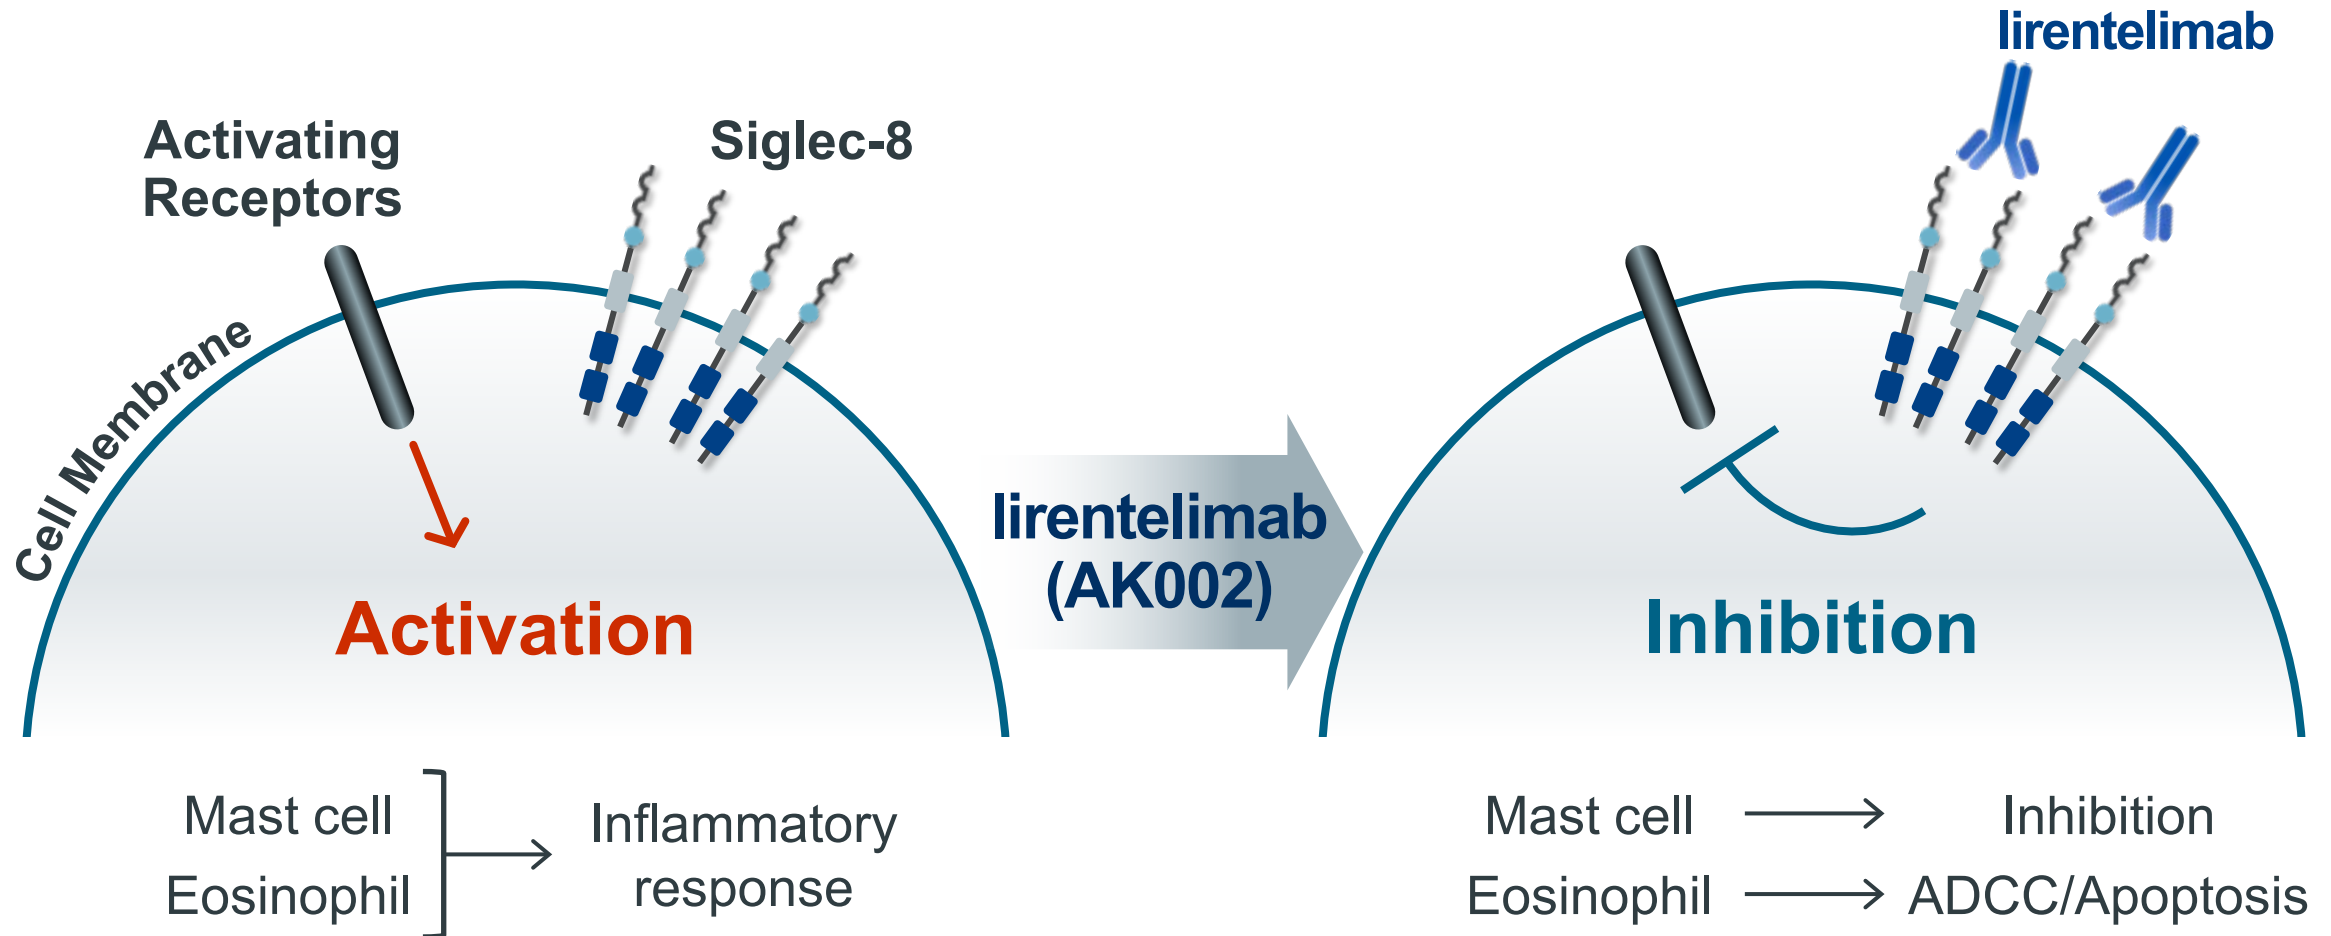 Activating
Receptors
Siglec-8
Cell Membrane
Activation
Mast cell
Eosinophil
Inflammatory
response
lirentelimab
(AK002)
lirentelimab
Inhibition
Mast cell
Inhibition
Eosinophil
ADCC/Apoptosis